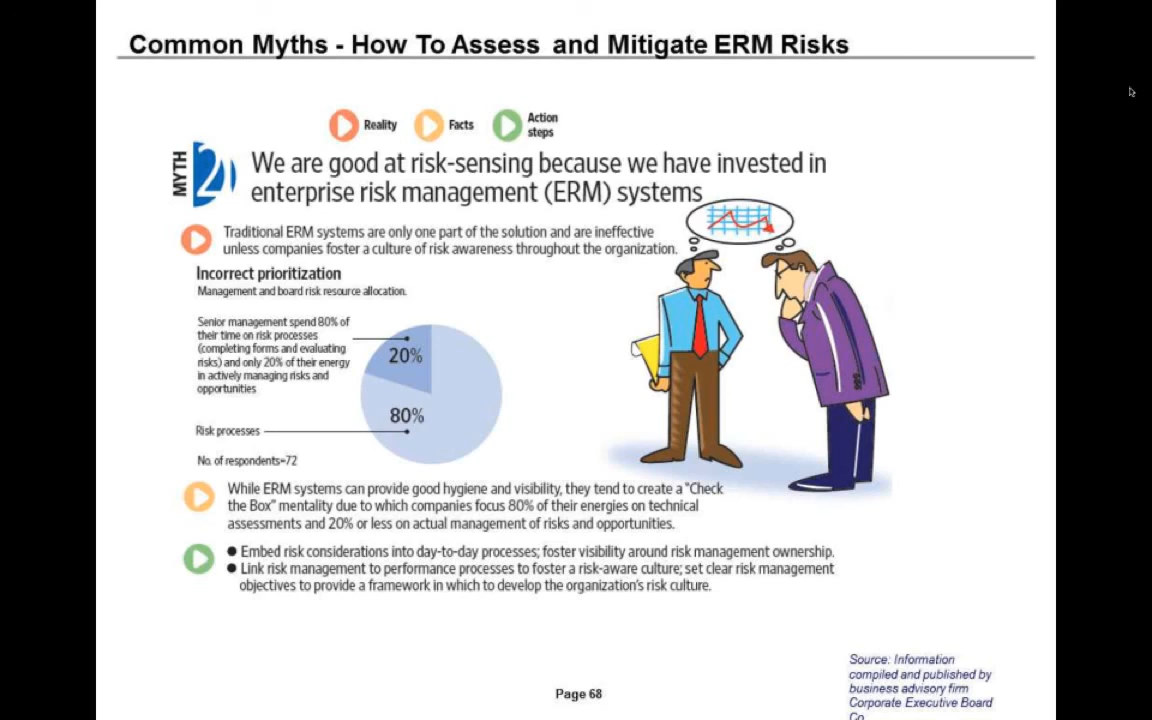 Common Myths - How To Assess and Mitigate ERM Risks
Reality
Facts
Action
steps
MYTH
2
We are good at risk-sensing because we have invested in
enterprise risk management (ERM) systems
Traditional ERM systems are only one part of the solution and are ineffective
unless companies foster a culture of risk awareness throughout the organization.
Incorrect prioritization
Management and board risk resource allocation.
Senior management spend 80% of
their time on risk processes
(completing forms and evaluating
risks) and only 20% of their energy
in actively managing risks and
opportunities
20%
80%
Risk processes
No. of respondents=72
While ERM systems can provide good hygiene and visibility, they tend to create a "Check
the Box" mentality due to which companies focus 80% of their energies on technical
assessments and 20% or less on actual management of risks and opportunities.
● Embed risk considerations into day-to-day processes; foster visibility around risk management ownership.
● Link risk management to performance processes to foster a risk-aware culture; set clear risk management
objectives to provide a framework in which to develop the organization's risk culture.
Source: Information
compiled and published by
business advisory firm
Corporate Executive Board
Co
Page 68